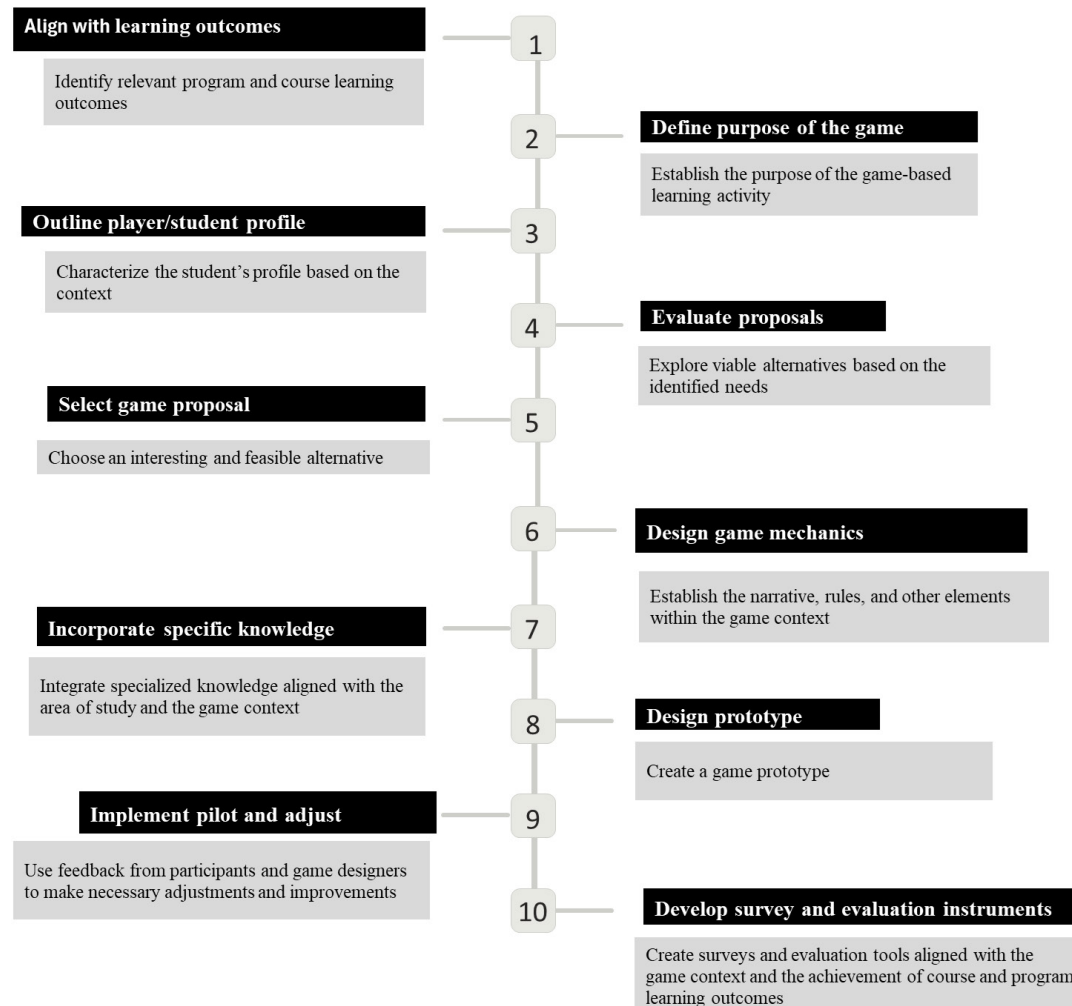 Align with learning outcomes
1
Identify relevant program and course learning
outcomes
2
Define purpose of the game
Establish the purpose of the game-based
learning activity
Outline player/student profile
3
Characterize the student's profile based on the
context
4
Evaluate proposals
Explore viable alternatives based on the
identified needs
Select game proposal
5
Choose an interesting and feasible alternative
6
Design game mechanics
Establish the narrative, rules, and other elements
within the game context
Incorporate specific knowledge
7
Integrate specialized knowledge aligned with the
area of study and the game context
8
Design prototype
Create a game prototype
Implement pilot and adjust
9
Use feedback from participants and game designers
to make necessary adjustments and improvements
10
Develop survey and evaluation instruments
Create surveys and evaluation tools aligned with the
game context and the achievement of course and program
learning outcomes